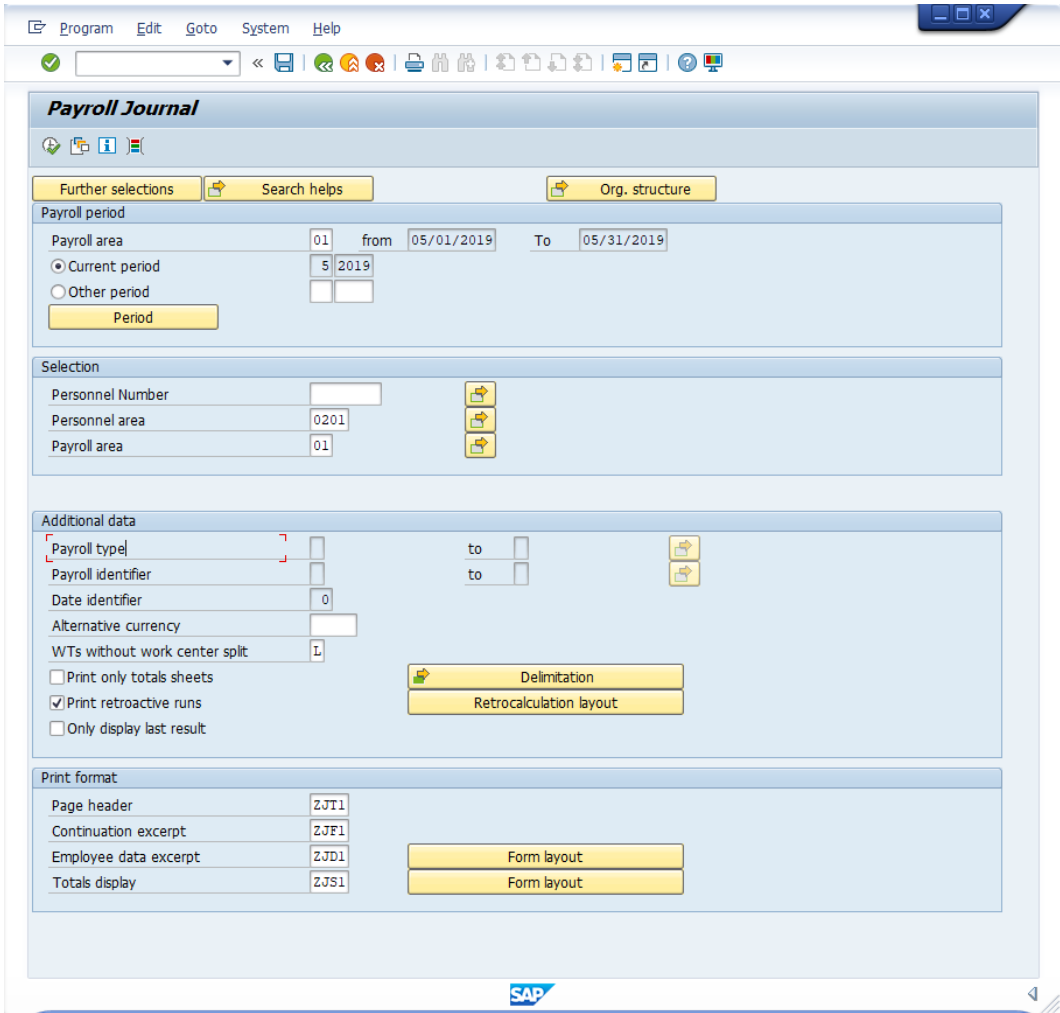 Program Edit Goto System Help
Payroll Journal
Further selections Search helps Org. structure
Payroll period
Payroll area 01 from 05/01/2019 To 05/31/2019
Current period 5 2019
Other period
Period
Selection
Personnel Number
Personnel area 0201
Payroll area 01
Additional data
Payroll type to
Payroll identifier to
Date identifier 0
Alternative currency
WTs without work center split L
Print only totals sheets Delimitation
Print retroactive runs Retrocalculation layout
Only display last result
Print format
Page header ZJT1
Continuation excerpt ZJF1
Employee data excerpt ZJD1 Form layout
Totals display ZJS1 Form layout
SAP